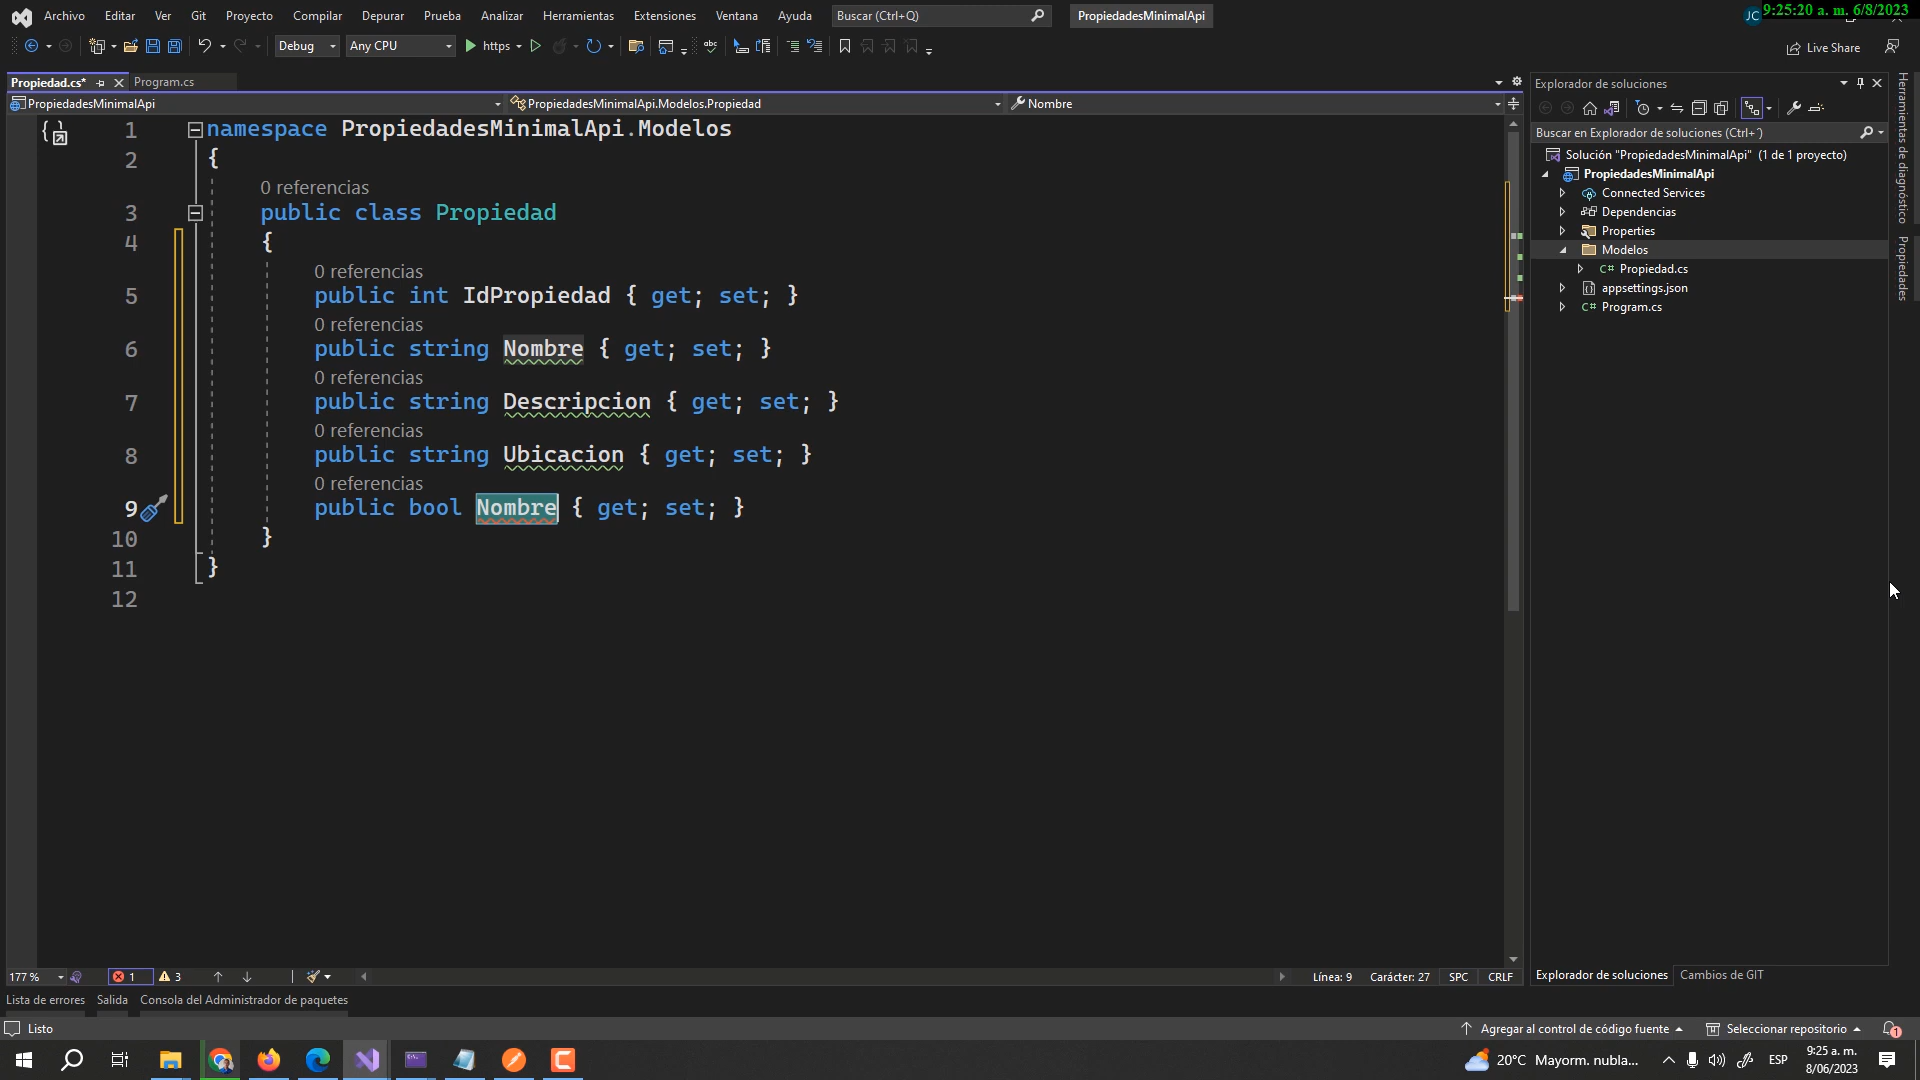 Archivo Editar Ver Git Proyecto Compilar Depurar Prueba Analizar Herramientas Extensiones Ventana Ayuda Buscar (Ctrl+Q) PropiedadesMinimalApi JC 9:25:20 a. m. 6/8/2023
Debug Any CPU https Live Share
Propiedad.cs* Program.cs
PropiedadesMinimalApi PropiedadesMinimalApi.Modelos.Propiedad Nombre
1 namespace PropiedadesMinimalApi.Modelos
2 {
0 referencias
3 public class Propiedad
4 {
0 referencias
5 public int IdPropiedad { get; set; }
0 referencias
6 public string Nombre { get; set; }
0 referencias
7 public string Descripcion { get; set; }
0 referencias
8 public string Ubicacion { get; set; }
0 referencias
9 public bool Nombre { get; set; }
10 }
11 }
12
177 % 1 3 Línea: 9 Carácter: 27 SPC CRLF
Explorador de soluciones
Buscar en Explorador de soluciones (Ctrl+´)
Solución "PropiedadesMinimalApi" (1 de 1 proyecto)
PropiedadesMinimalApi
Connected Services
Dependencias
Properties
Modelos
C# Propiedad.cs
appsettings.json
C# Program.cs
Explorador de soluciones Cambios de GIT
Herramientas de diagnóstico
Propiedades
Lista de errores Salida Consola del Administrador de paquetes
Listo Agregar al control de código fuente Seleccionar repositorio 1
20°C Mayorm. nubla... ESP 9:25 a. m.
8/06/2023